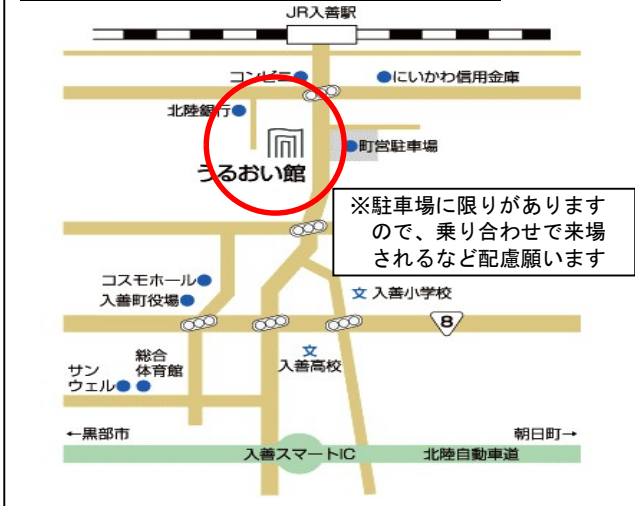 JR入善駅
コンビニ
にいかわ信用金庫
北陸銀行
町営駐車場
うるおい館
※駐車場に限りがあります
ので、乗り合わせで来場
されるなど配慮願います
コスモホール
入善町役場
文 入善小学校
8
文
入善高校
総合
体育館
サン
ウェル
←黒部市
朝日町→
入善スマートIC
北陸自動車道